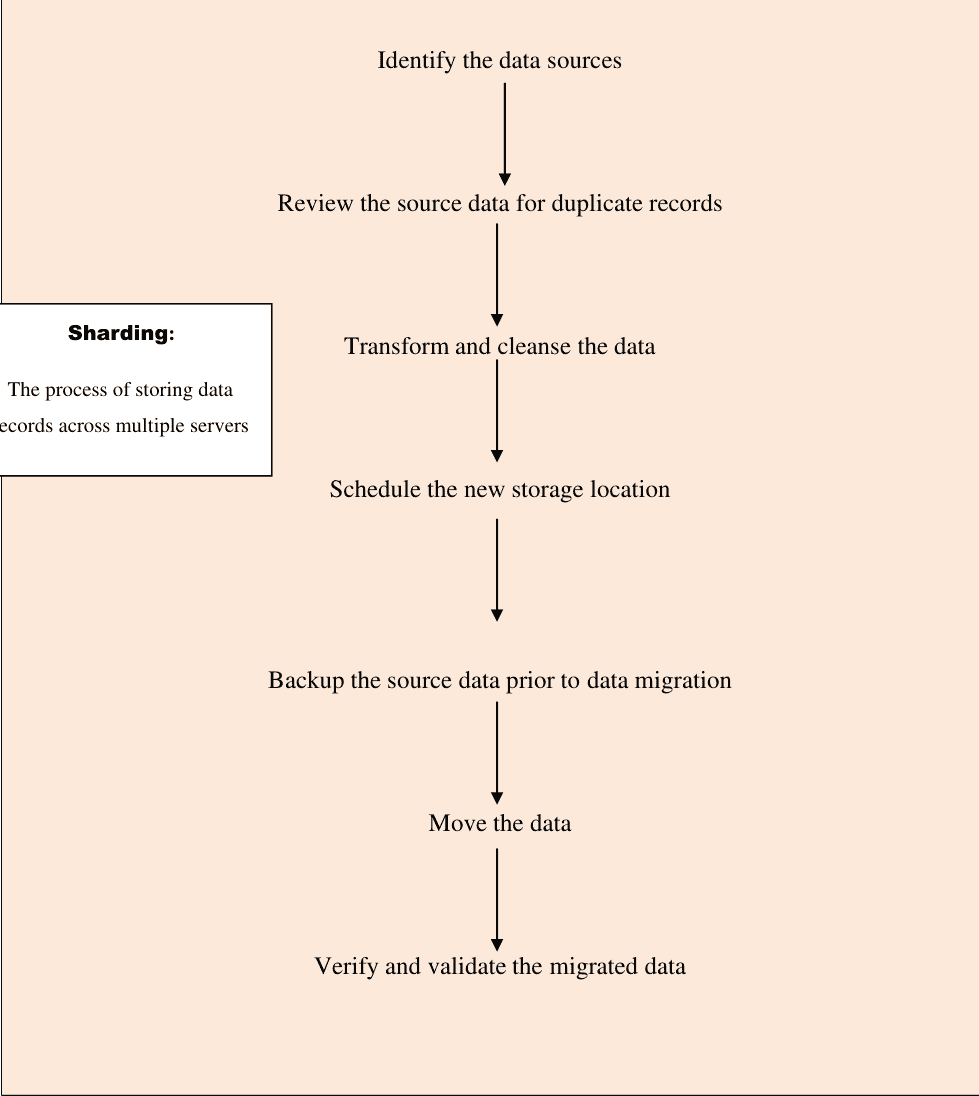 Identify the data sources
Review the source data for duplicate records
Sharding:
The process of storing data
ecords across multiple servers
Transform and cleanse the data
Schedule the new storage location
Backup the source data prior to data migration
Move the data
Verify and validate the migrated data